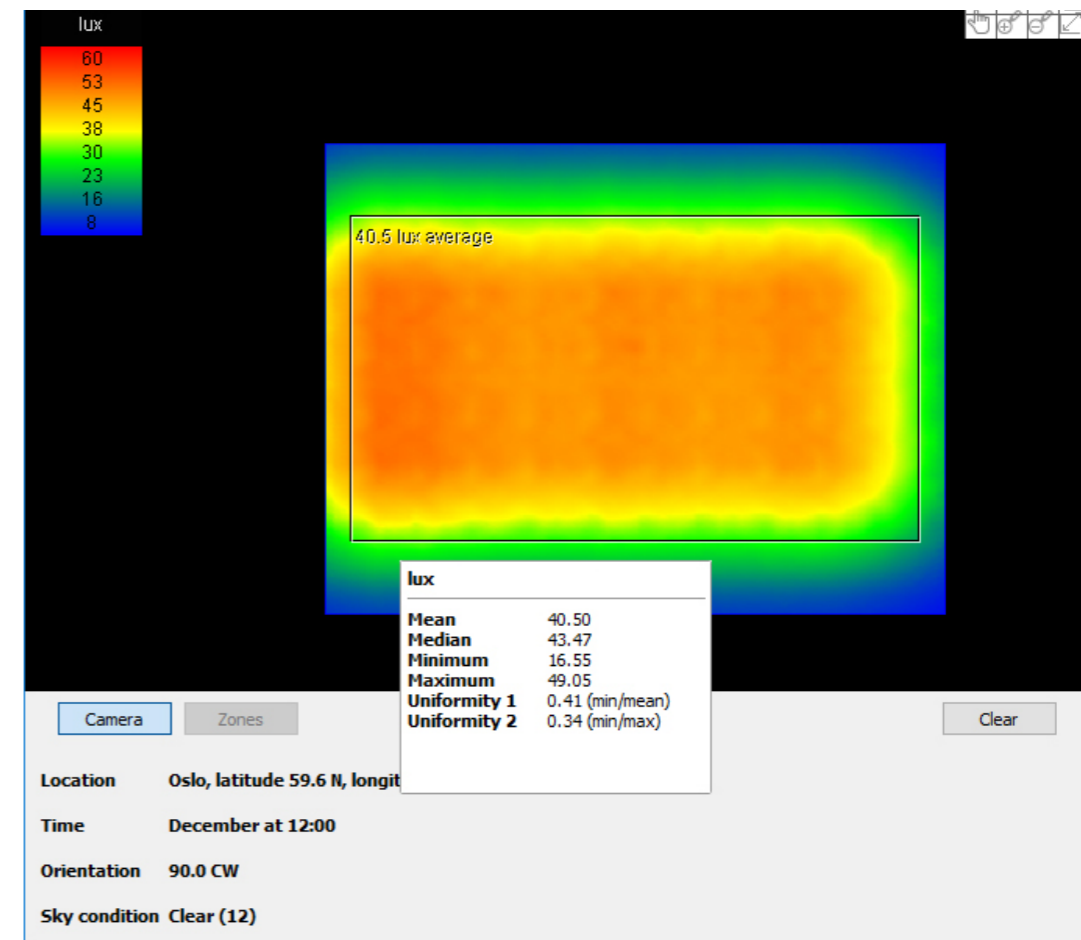 lux
60
53
45
38
30
23
16
8
40.5 lux average
lux
Mean 40.50
Median 43.47
Minimum 16.55
Maximum 49.05
Uniformity 1 0.41 (min/mean)
Uniformity 2 0.34 (min/max)
Camera Zones Clear
Location Oslo, latitude 59.6 N, longit
Time December at 12:00
Orientation 90.0 CW
Sky condition Clear (12)